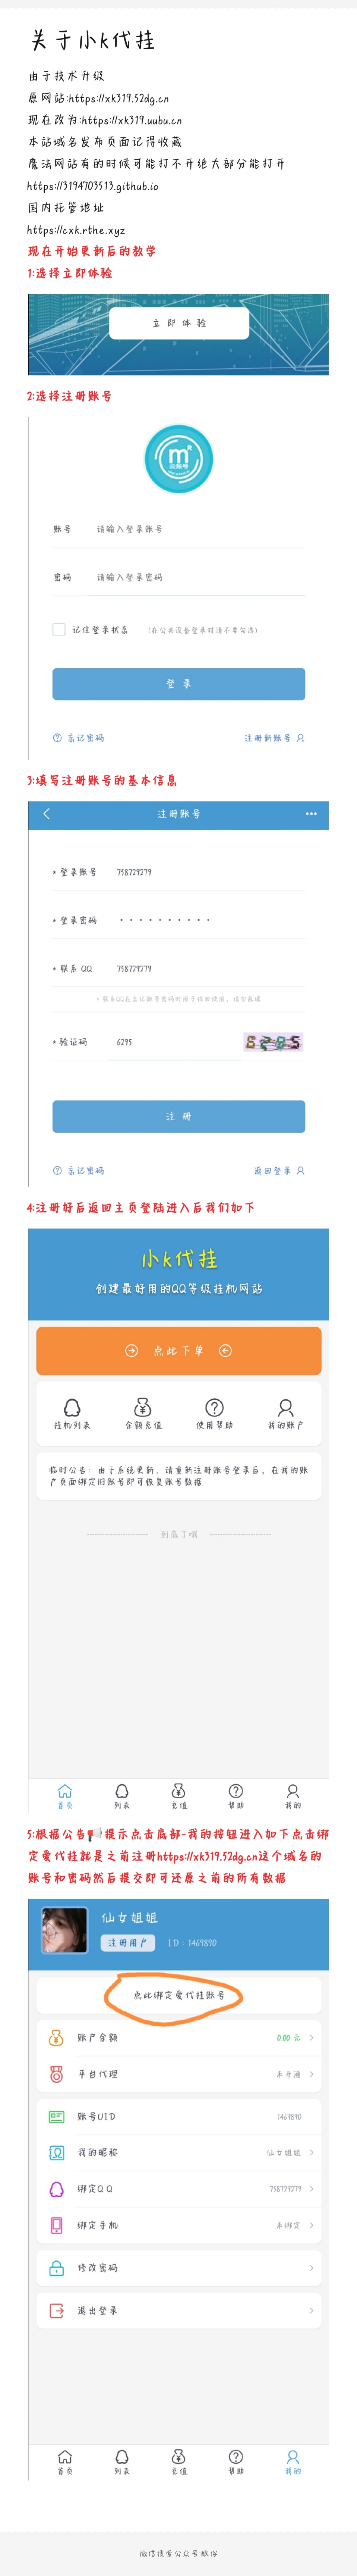 关于小k代挂
由于技术升级
原网站:https://xk319.52dg.cn
现在改为:https://xk319.uubu.cn
本站域名发布页面记得收藏
魔法网站有的时候可能打不开绝大部分能打开
https://3194703513.github.io
国内托管地址
https://cxk.rthe.xyz
现在开始更新后的教学
1:选择立即体验
立即体验
2:选择注册账号
m
账号 请输入登录账号
密码 请输入登录密码
记住登录状态 (在公共设备登录时请不要勾选)
登录
忘记密码 注册新账号
3:填写注册账号的基本信息
注册账号
* 登录账号 758729279
* 登录密码 ••••••••••
* 联系 QQ 758729279
* 验证码 6295
注册
忘记密码 返回登录
4:注册好后返回主页登陆进入后我们如下
小k代挂
创建最好用的QQ等级挂机网站
点此下单
挂机列表 余额充值 使用帮助 我的账户
临时公告：由于系统更新，请重新注册账号登录后，在我的账
户页面绑定旧账号即可恢复账号数据
到底了哦
首页 列表 充值 帮助 我的
5:根据公告📢提示点击底部-我的按钮进入如下点击绑
定爱代挂就是之前注册https://xk319.52dg.cn这个域名的
账号和密码然后提交即可还原之前的所有数据
仙女姐姐
注册用户 ID：1469890
点此绑定爱代挂账号
账户余额 0.00 元
平台代理 未开通
账号UID 1469890
我的昵称 仙女姐姐
绑定QQ 758729279
绑定手机 未绑定
修改密码
退出登录
首页 列表 充值 帮助 我的